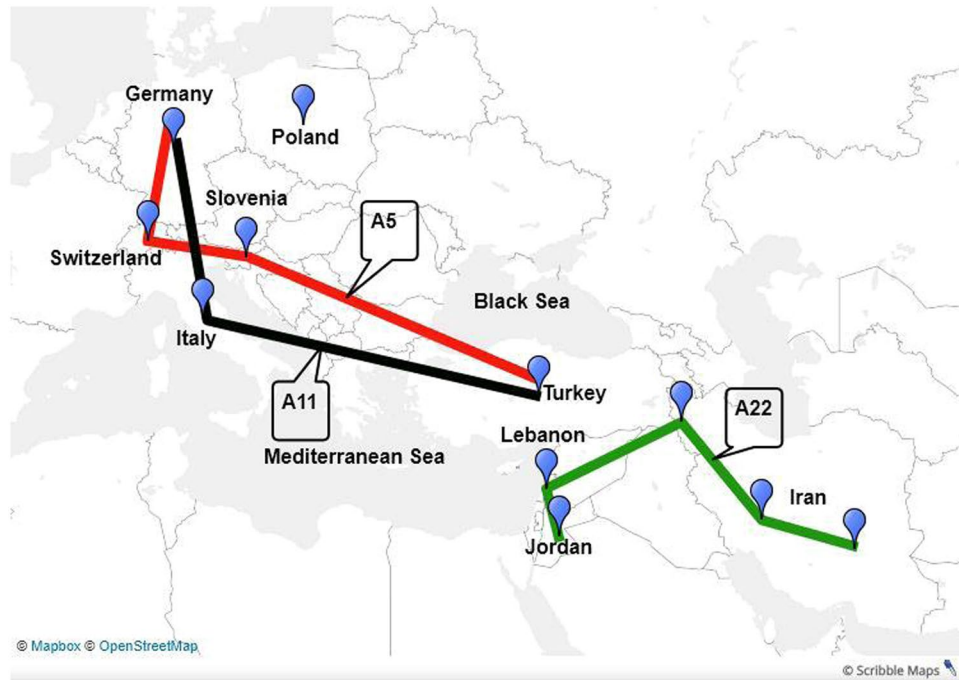 Germany
Poland
Slovenia
A5
Switzerland
Black Sea
Italy
Turkey
A11
A22
Lebanon
Mediterranean Sea
Iran
Jordan
© Mapbox © OpenStreetMap
© Scribble Maps